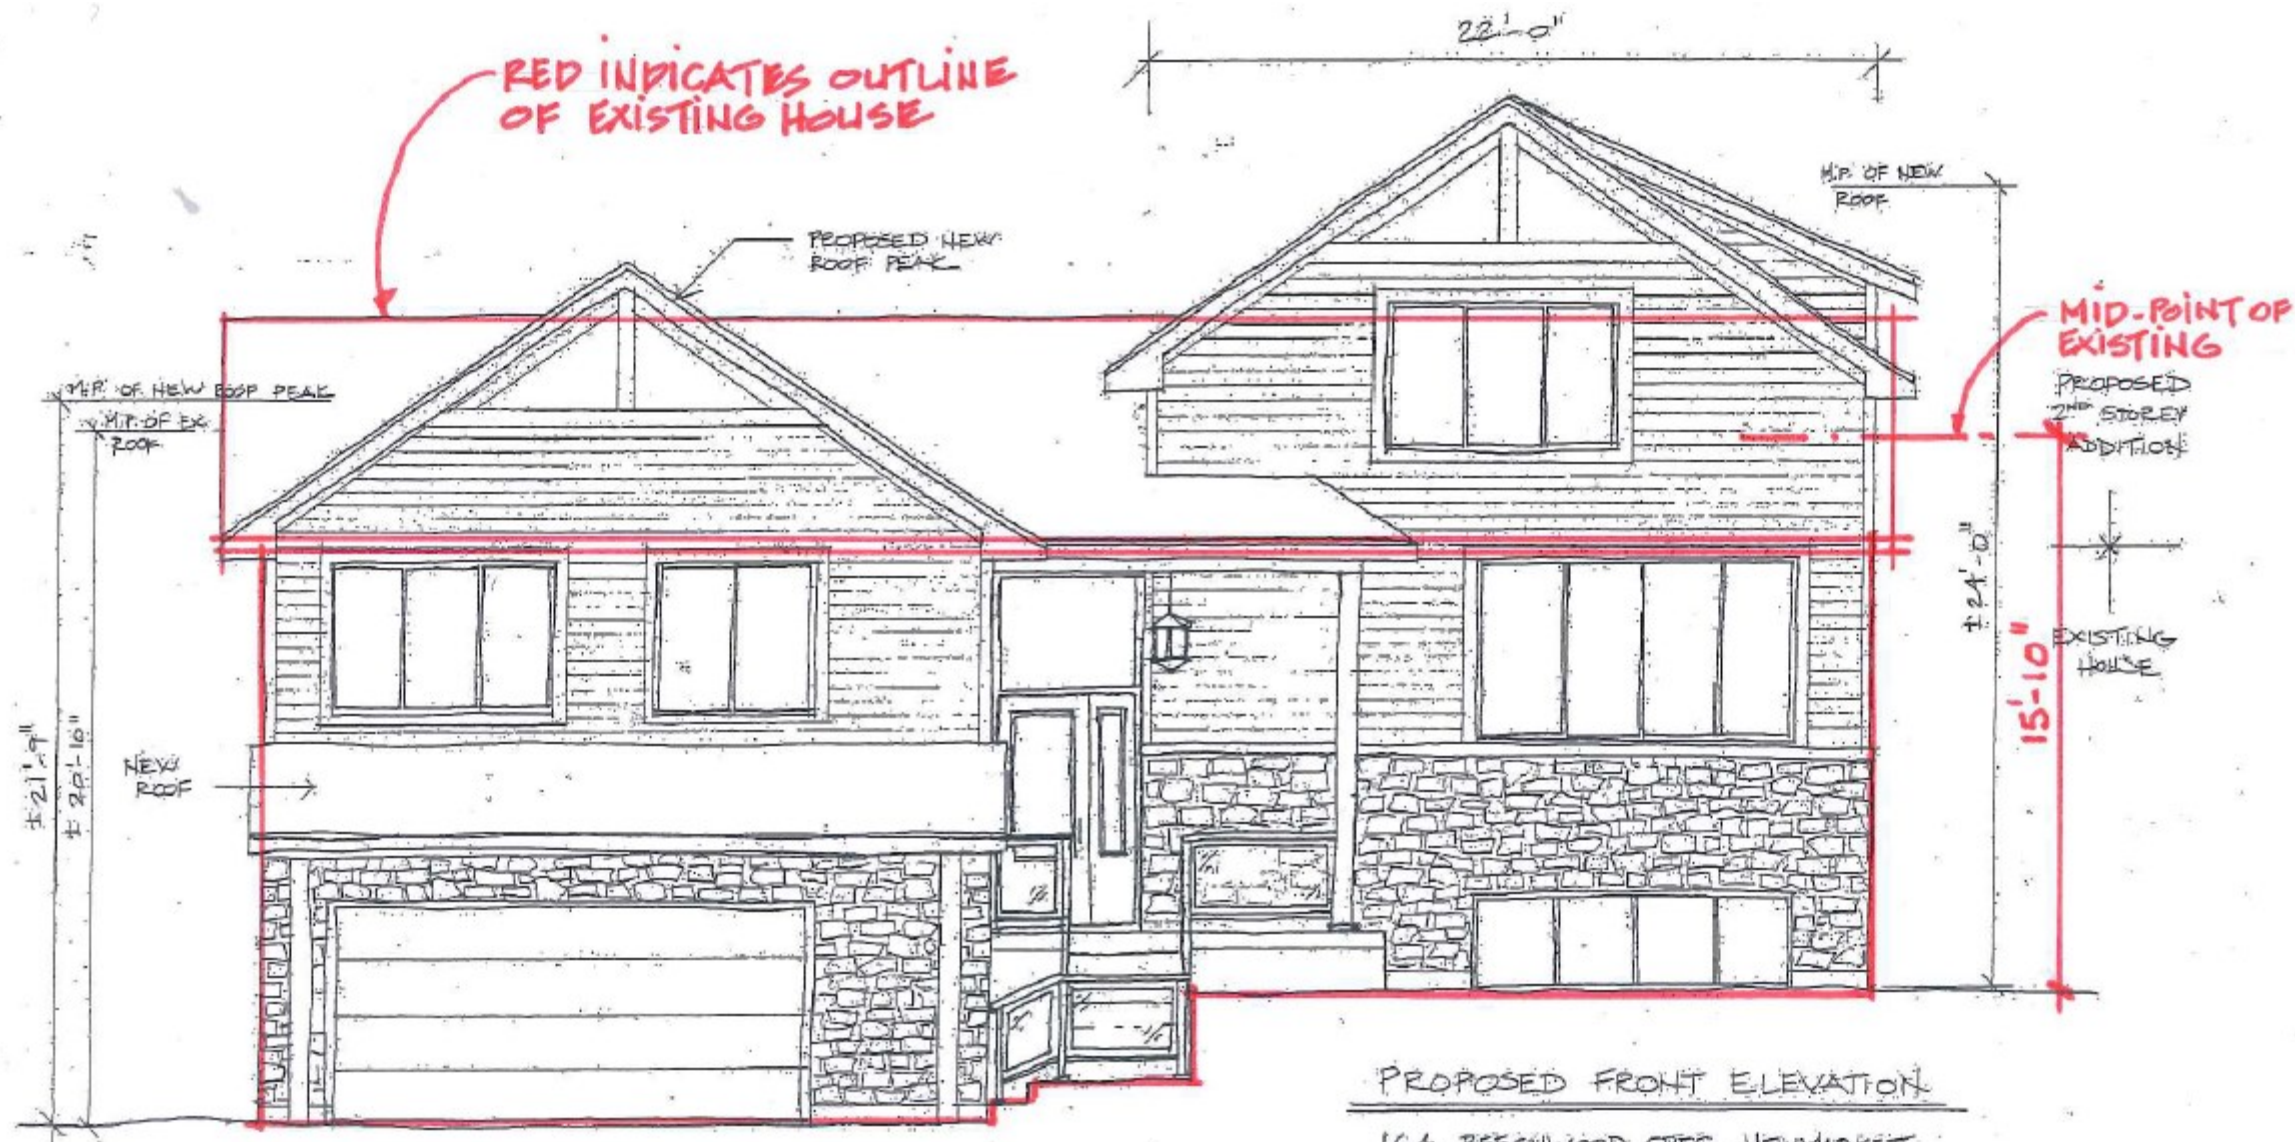 22'-0"
RED INDICATES OUTLINE
OF EXISTING HOUSE
M.P. OF NEW
ROOF
PROPOSED NEW
ROOF PEAK
MID-POINT OF
EXISTING
PROPOSED
2ND STOREY
ADDITION
M.P. OF NEW ROOF PEAK
M.P. OF EX.
ROOF
± 24'-0"
15'-10"
EXISTING
HOUSE
± 21'-9"
± 20'-10"
NEW
ROOF
PROPOSED FRONT ELEVATION